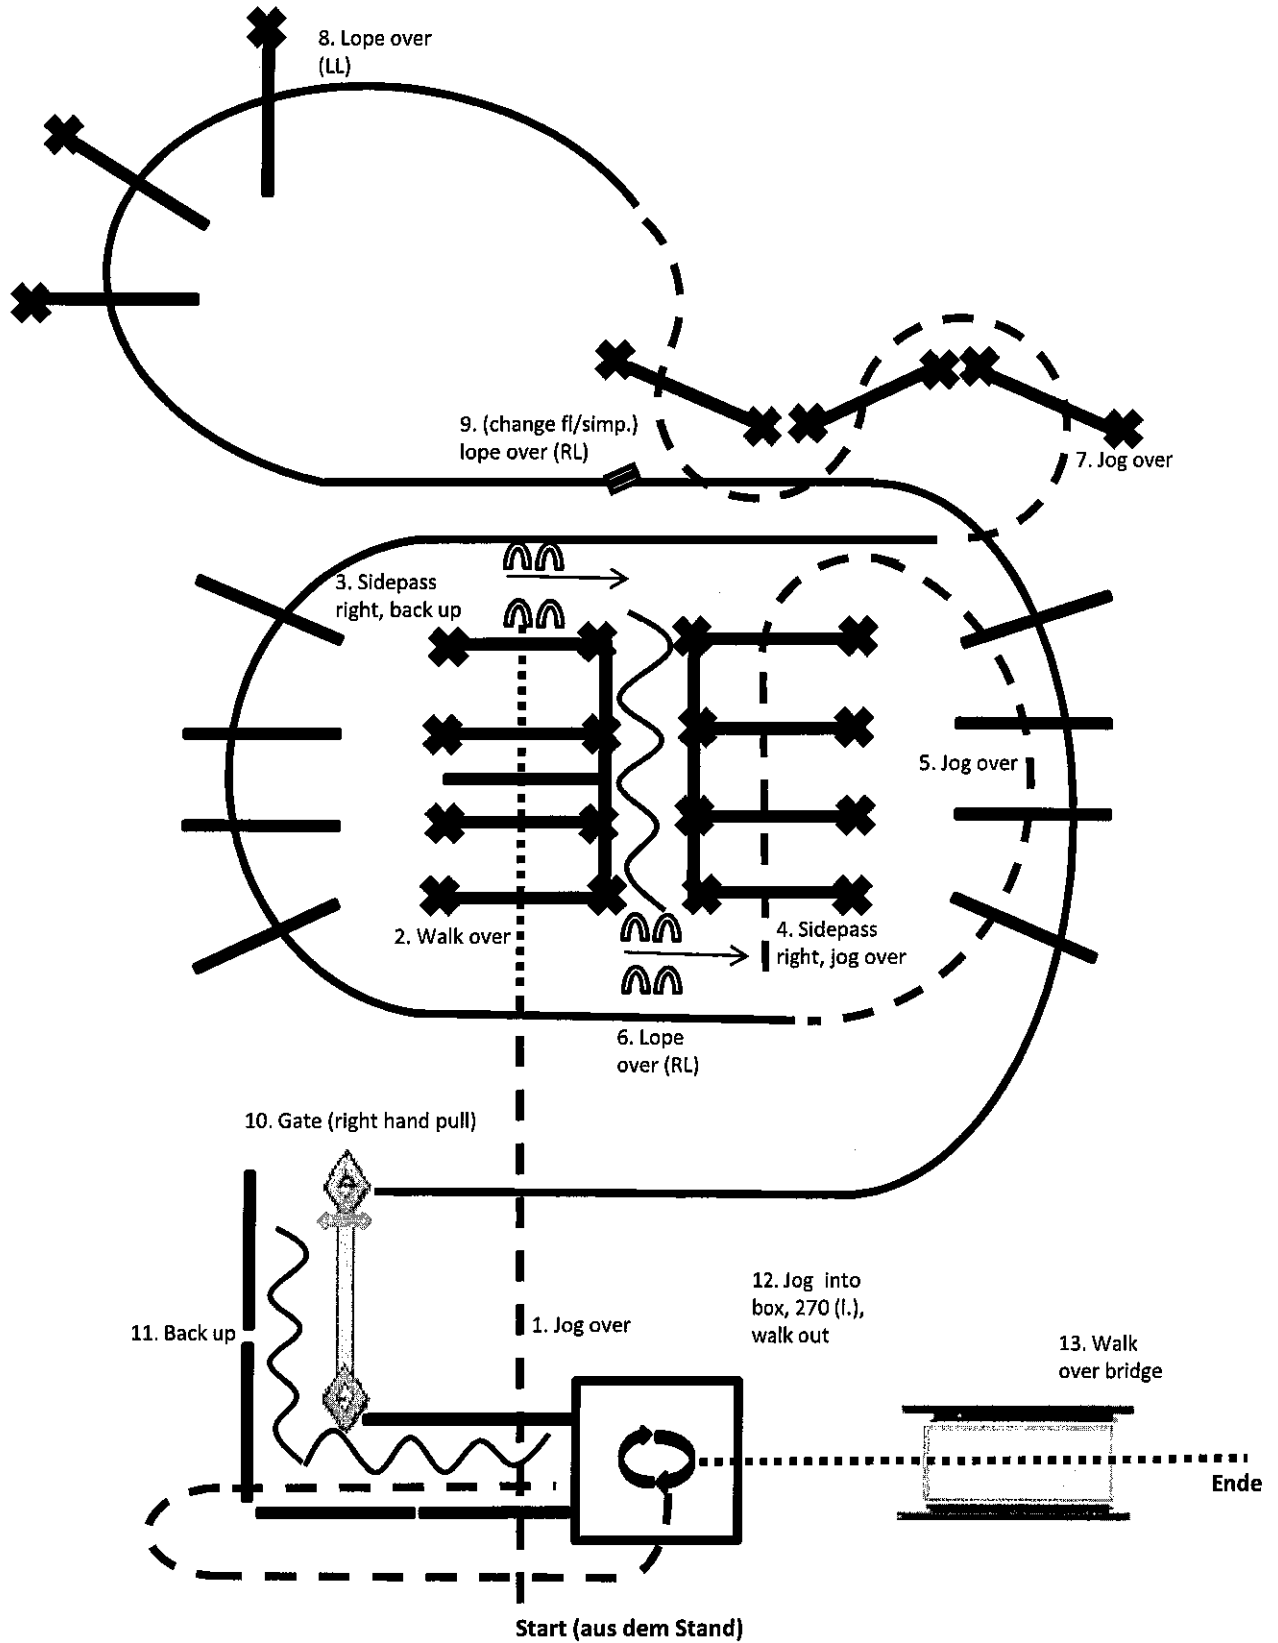 8. Lope over
(LL)
9. (change fl/simp.)
lope over (RL)
7. Jog over
3. Sidepass
right, back up
5. Jog over
2. Walk over
4. Sidepass
right, jog over
6. Lope
over (RL)
10. Gate (right hand pull)
12. Jog into
box, 270 (l.),
walk out
11. Back up
1. Jog over
13. Walk
over bridge
Ende
Start (aus dem Stand)